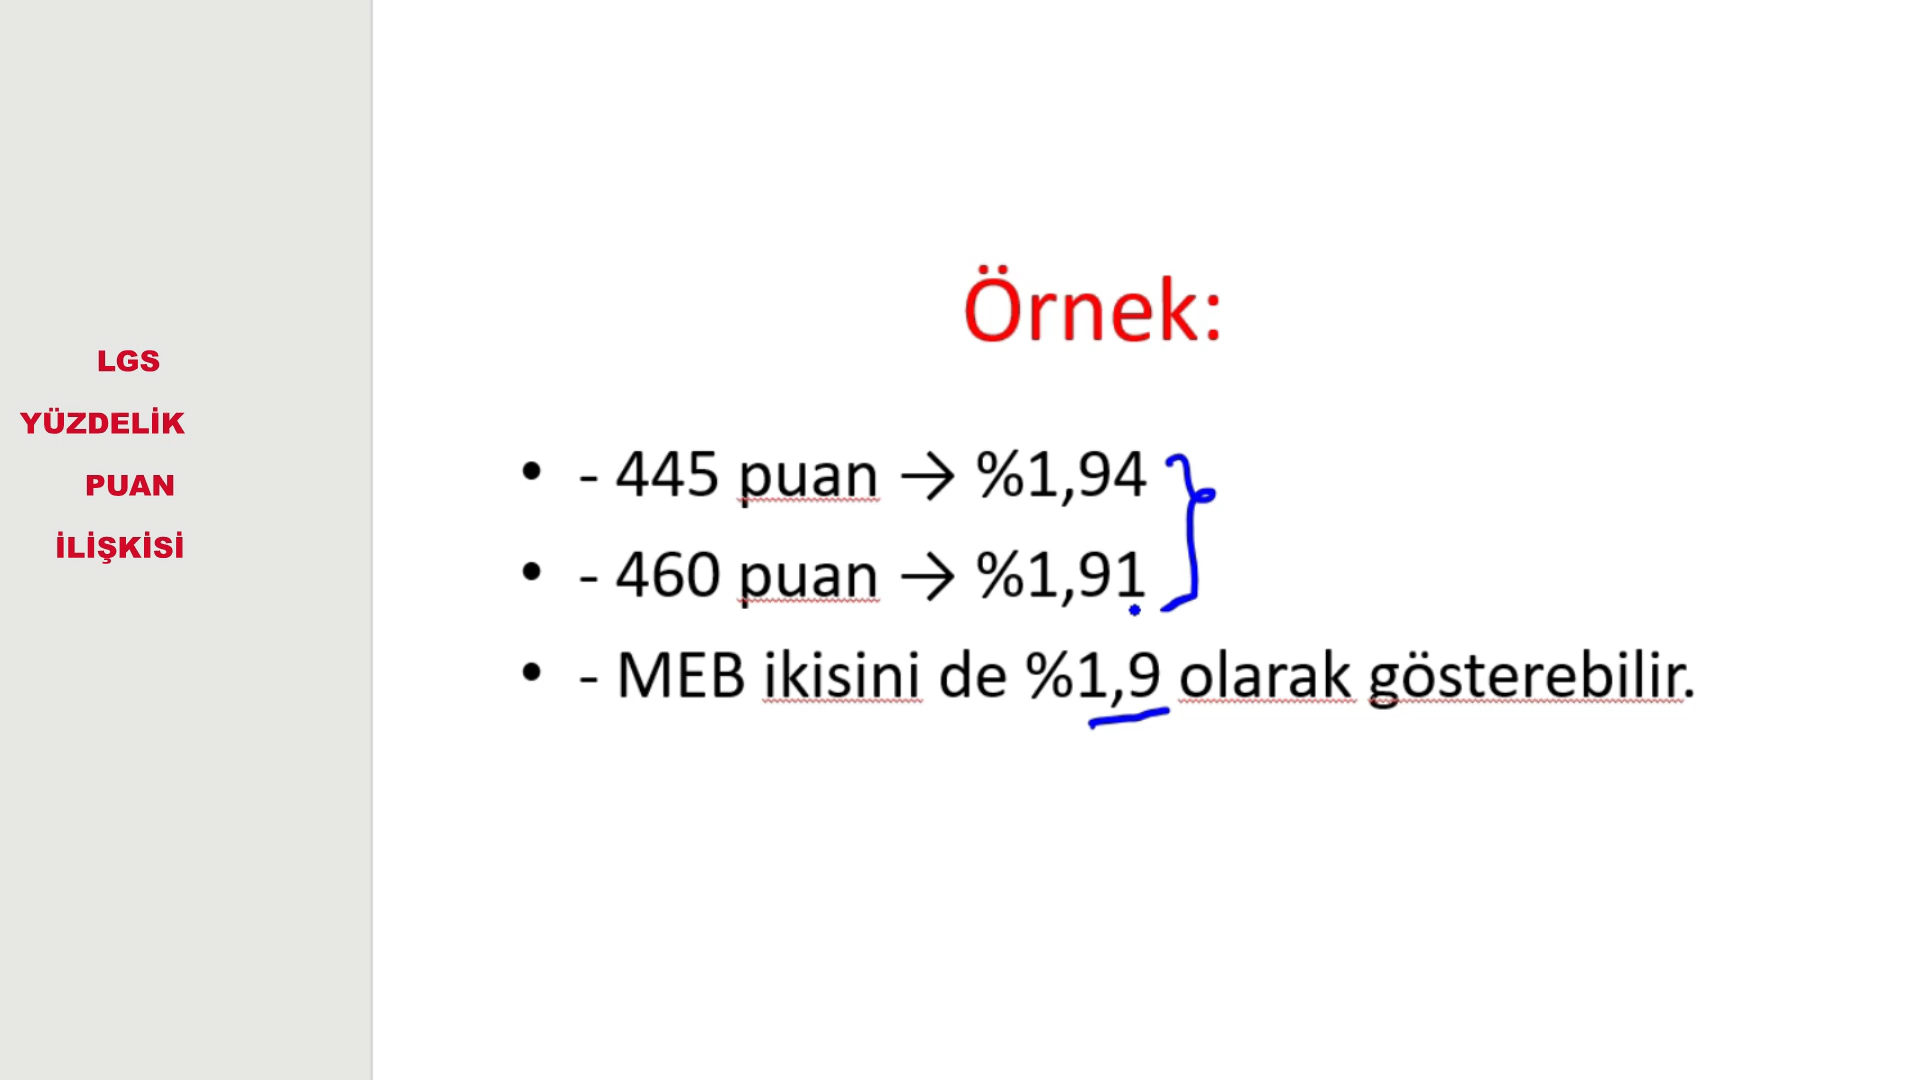 LGS
YÜZDELİK
PUAN
İLİŞKİSİ
Örnek:
• - 445 puan → %1,94
• - 460 puan → %1,91
• - MEB ikisini de %1,9 olarak gösterebilir.